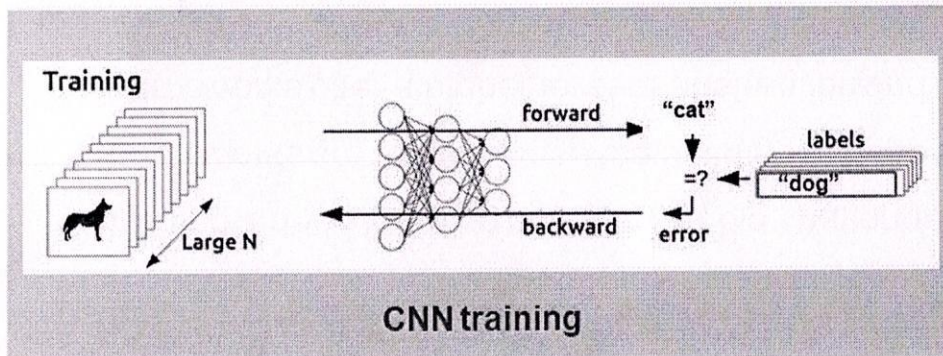 Training
forward
"cat"
labels
=?
"dog"
Large N
backward
error
CNN training